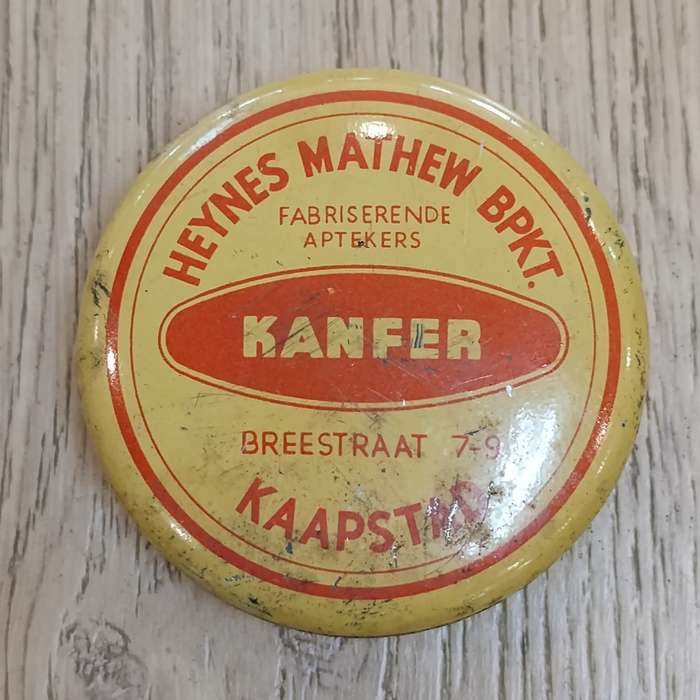 HEYNES MATHEW BPKT.
FABRISERENDE
APTEKERS
KANFER
BREESTRAAT 7-9
KAAPSTAD